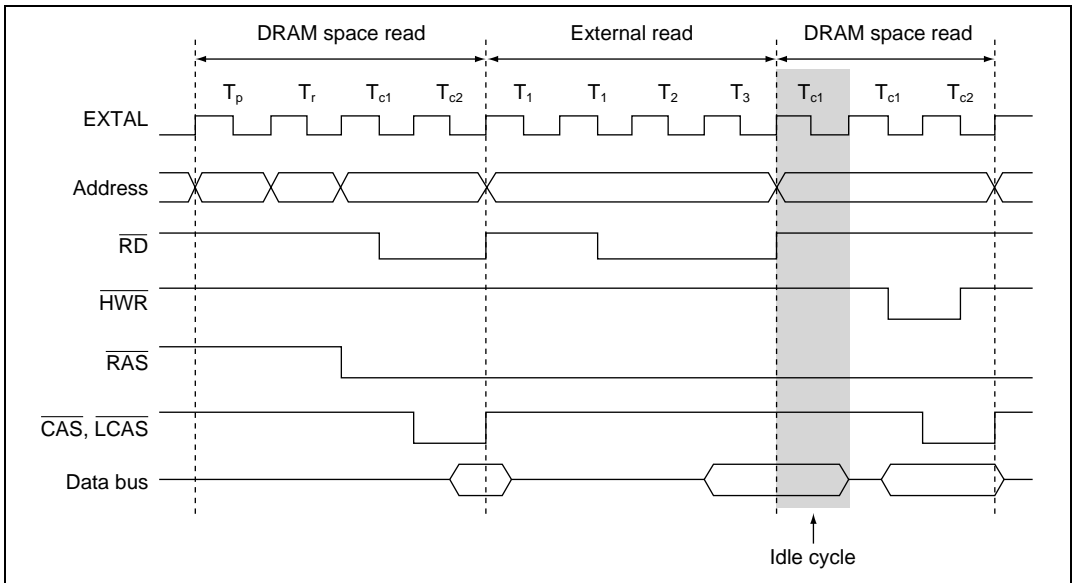 DRAM space read External read DRAM space read
Tp Tr Tc1 Tc2 T1 T1 T2 T3 Tc1 Tc1 Tc2
EXTAL
Address
RD
HWR
RAS
CAS, LCAS
Data bus
Idle cycle